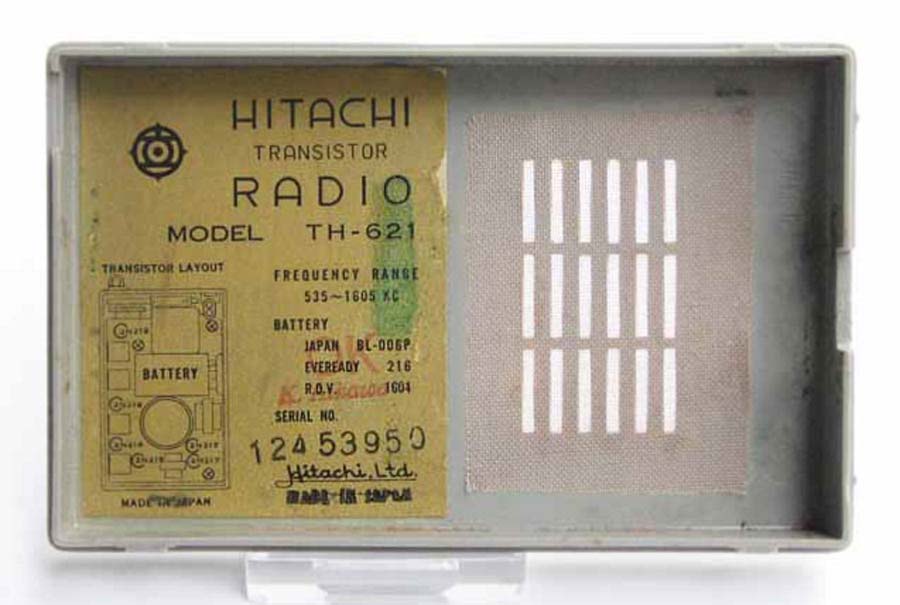 HITACHI
TRANSISTOR
RADIO
MODEL TH-621
TRANSISTOR LAYOUT
BATTERY
MADE IN JAPAN
FREQUENCY RANGE
535~1605 KC
BATTERY
JAPAN BL-006P
EVEREADY 216
R.O.V. 1604
SERIAL NO.
12453950
Hitachi, Ltd.
MADE IN JAPAN
OK